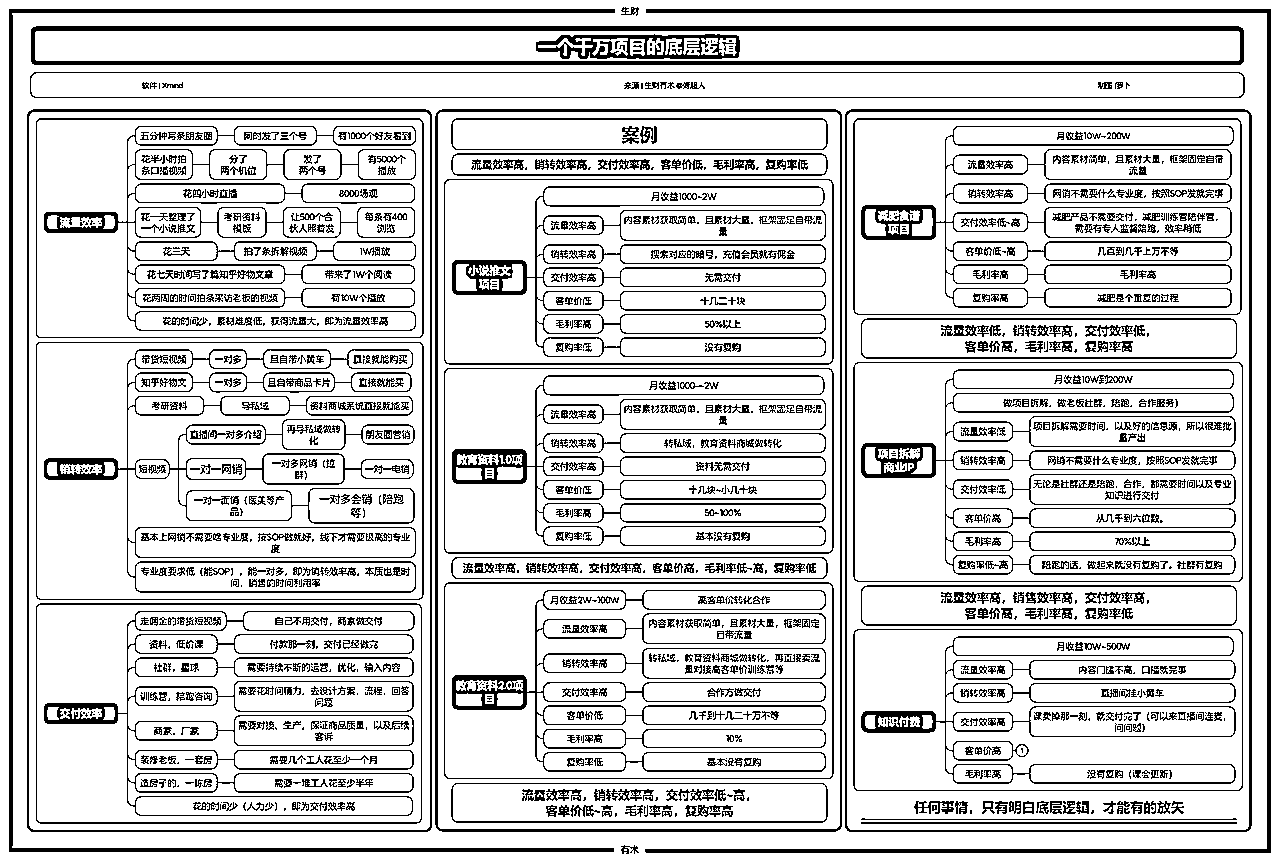 生财
一个千万项目的底层逻辑
软件 | Xmind
来源 | 生财有术
流量效率
五分钟写条朋友圈
同时发了三个号
有1000个好友看到
花半小时拍
条口播视频
分了
两个机位
发了
两个号
有5000个
播放
花四小时直播
8000场观
花一天整理了
一个小说推文
考研资料
模版
让500个合
伙人照着发
每条有400
浏览
花三天
拍了条拆解视频
1W播放
花七天时间写了篇知乎好物文章
带来了1W个阅读
花两周的时间拍条采访老板的视频
有10W个播放
花的时间少，素材难度低，获得流量大，即为流量效率高
销转效率
带货短视频
一对多
且自带小黄车
直接就能购买
知乎好物文
一对多
且自带商品卡片
直接就能买
考研资料
导私域
资料商城系统直接就能买
短视频
直播间一对多介绍
再导私域做转
化
朋友圈营销
一对一网销
一对多网销（拉
群）
一对一电销
一对一面销（医美等产
品）
一对多会销（陪跑
等）
基本上网销不需要啥专业度，按SOP做就好，线下才需要极高的专业
度
专业度要求低（能SOP），能一对多，即为销转效率高，本质也是时
间，销售的时间利用率
交付效率
走佣金的带货短视频
自己不用交付，商家做交付
资料，低价课
付款那一刻，交付已经做完
社群，星球
需要持续不断的运营，优化，输入内容
训练营，陪跑咨询
需要花时间精力，去设计方案，流程，回答
问题
商家，厂家
需要对接，生产，保证商品质量，以及后续
客诉
装修老板，一套房
需要几个工人花至少一个月
造房子的，一栋房
需要一堆工人花至少半年
花的时间少（人力少），即为交付效率高
案例
流量效率高，销转效率高，交付效率高，客单价低，毛利率高，复购率低
小说推文
项目
月收益1000~2W
流量效率高
内容素材获取简单，且素材大量，框架固定自带流
量
销转效率高
搜索对应的暗号，充值会员就有佣金
交付效率高
无需交付
客单价低
十几二十块
毛利率高
50%以上
复购率低
没有复购
教育资料1.0项
目
月收益1000~2W
流量效率高
内容素材获取简单，且素材大量，框架固定自带流
量
销转效率高
转私域，教育资料商城做转化
交付效率高
资料无需交付
客单价低
十几块~小几十块
毛利率高
50~100%
复购率低
基本没有复购
流量效率高，销转效率高，交付效率高，客单价高，毛利率低~高，复购率低
教育资料2.0项
目
月收益2W~100W
高客单价转化合作
流量效率高
内容素材获取简单，且素材大量，框架固定
自带流量
销转效率高
转私域，教育资料商城做转化，再直接卖流
量对接高客单价训练营等
交付效率高
合作方做交付
客单价低
几千到十几二十万不等
毛利率高
10%
复购率低
基本没有复购
流量效率高，销转效率高，交付效率低~高，
客单价低~高，毛利率高，复购率高
减肥食谱
项目
月收益10W~200W
流量效率高
内容素材简单，且素材大量，框架固定自带
流量
销转效率高
网销不需要什么专业度，按照SOP发就完事
交付效率低~高
减肥产品不需要交付，减肥训练营陪伴营，
需要有专人监督陪跑，效率稍低
客单价低~高
几百到几千上万不等
毛利率高
毛利率高
复购率高
减肥是个重复的过程
流量效率低，销转效率高，交付效率低，
客单价高，毛利率高，复购率高
项目拆解
商业IP
月收益10W到200W
做项目拆解，做老板社群，陪跑，合作服务）
流量效率低
项目拆解需要时间，以及好的信息源，所以很难批
量产出
销转效率高
网销不需要什么专业度，按照SOP发就完事
交付效率低
无论是社群还是陪跑，合作，都需要时间以及专业
知识进行交付
客单价高
从几千到六位数。
毛利率高
70%以上
复购率低~高
陪跑的话，做起来就没有复购了。社群有复购
流量效率高，销售效率高，交付效率高，
客单价高，毛利率高，复购率低
知识付费
月收益10W~500W
流量效率高
内容门槛不高，口播就完事
销转效率高
直播间挂小黄车
交付效率高
课卖掉那一刻，就交付完了（可以来直播间连麦，
问问题）
客单价高
1
毛利率高
没有复购（课会更新）
任何事情，只有明白底层逻辑，才能有的放矢
有术